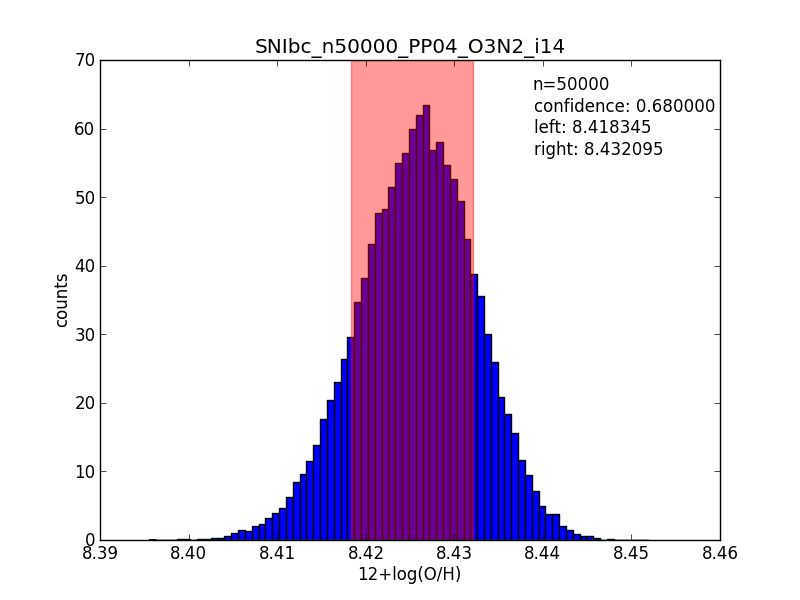 SNIbc_n50000_PP04_O3N2_i14
n=50000
confidence: 0.680000
left: 8.418345
right: 8.432095
70
60
50
40
30
20
10
0
counts
8.39 8.40 8.41 8.42 8.43 8.44 8.45 8.46
12+log(O/H)